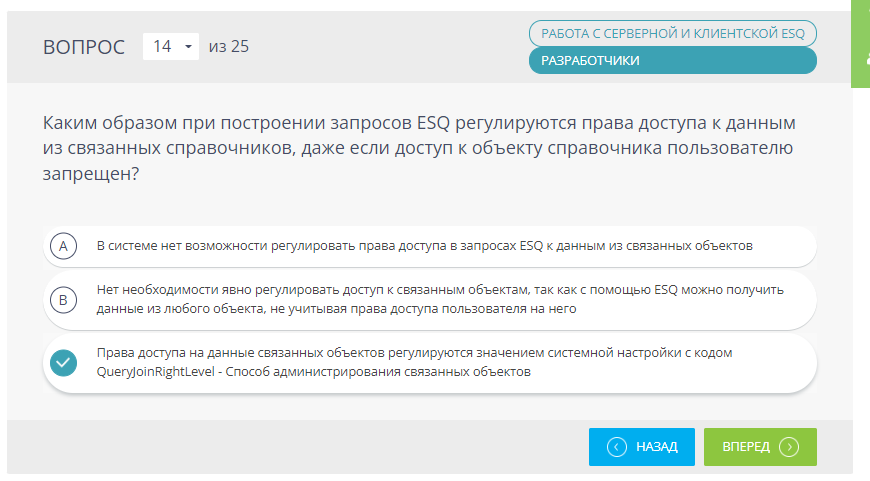 ВОПРОС 14 из 25
РАБОТА С СЕРВЕРНОЙ И КЛИЕНТСКОЙ ESQ
РАЗРАБОТЧИКИ
Каким образом при построении запросов ESQ регулируются права доступа к данным
из связанных справочников, даже если доступ к объекту справочника пользователю
запрещен?
A В системе нет возможности регулировать права доступа в запросах ESQ к данным из связанных объектов
B Нет необходимости явно регулировать доступ к связанным объектам, так как с помощью ESQ можно получить
данные из любого объекта, не учитывая права доступа пользователя на него
Права доступа на данные связанных объектов регулируются значением системной настройки с кодом
QueryJoinRightLevel - Способ администрирования связанных объектов
НАЗАД
ВПЕРЕД